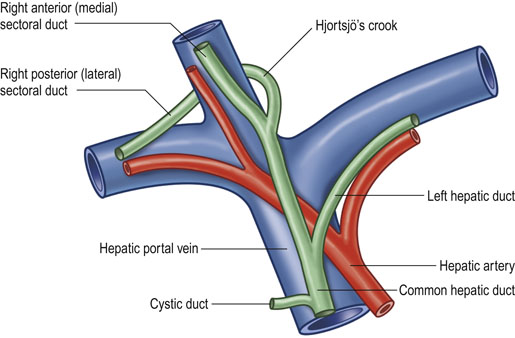 Right anterior (medial)
sectoral duct
Hjortsjö's crook
Right posterior (lateral)
sectoral duct
Left hepatic duct
Hepatic portal vein
Hepatic artery
Common hepatic duct
Cystic duct